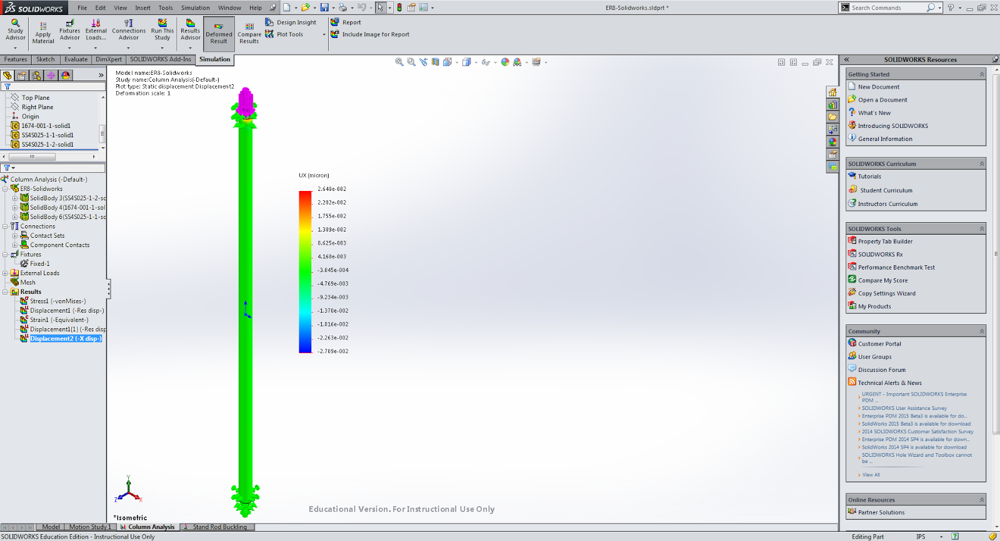 SOLIDWORKS File Edit View Insert Tools Simulation Window Help ER8-Solidworks.sldprt * Search Commands
Study Advisor
Apply Material
Fixtures Advisor
External Loads...
Connections Advisor
Run This Study
Results Advisor
Deformed Result
Compare Results
Design Insight
Plot Tools
Report
Include Image for Report
Features Sketch Evaluate DimXpert SOLIDWORKS Add-Ins Simulation
Top Plane
Right Plane
Origin
1674-001-1-solid1
SS4S025-1-1-solid1
SS4S025-1-2-solid1
Column Analysis (-Default-)
ER8-Solidworks
SolidBody 3(SS4S025-1-2-sc
SolidBody 4(1674-001-1-sol
SolidBody 6(SS4S025-1-1-sc
Connections
Contact Sets
Component Contacts
Fixtures
Fixed-1
External Loads
Mesh
Results
Stress1 (-vonMises-)
Displacement1 (-Res disp-)
Strain1 (-Equivalent-)
Displacement1(1) (-Res disp
Displacement2 (-X disp-)
Model name:ER8-Solidworks
Study name:Column Analysis(-Default-)
Plot type: Static displacement Displacement2
Deformation scale: 1
UX (micron)
2.648e-002
2.202e-002
1.755e-002
1.309e-002
8.625e-003
4.160e-003
-3.045e-004
-4.769e-003
-9.234e-003
-1.370e-002
-1.816e-002
-2.263e-002
-2.709e-002
Y
Z
X
*Isometric
Educational Version. For Instructional Use Only
SOLIDWORKS Resources
Getting Started
New Document
Open a Document
What's New
Introducing SOLIDWORKS
General Information
SOLIDWORKS Curriculum
Tutorials
Student Curriculum
Instructors Curriculum
SOLIDWORKS Tools
Property Tab Builder
SOLIDWORKS Rx
Performance Benchmark Test
Compare My Score
Copy Settings Wizard
My Products
Community
Customer Portal
User Groups
Discussion Forum
Technical Alerts & News
URGENT - Important SOLIDWORKS Enterprise
PDM ...
SOLIDWORKS User Assistance Survey
Enterprise PDM 2015 Beta3 is available for do...
SolidWorks 2015 Beta3 is available for download
2014 SOLIDWORKS Customer Satisfaction Survey
Enterprise PDM 2014 SP4 is available for down...
SolidWorks 2014 SP4 is available for download
SOLIDWORKS Hole Wizard and Toolbox cannot
be ...
View All
Online Resources
Partner Solutions
Model Motion Study 1 Column Analysis Stand Rod Buckling
SOLIDWORKS Education Edition - Instructional Use Only Editing Part IPS